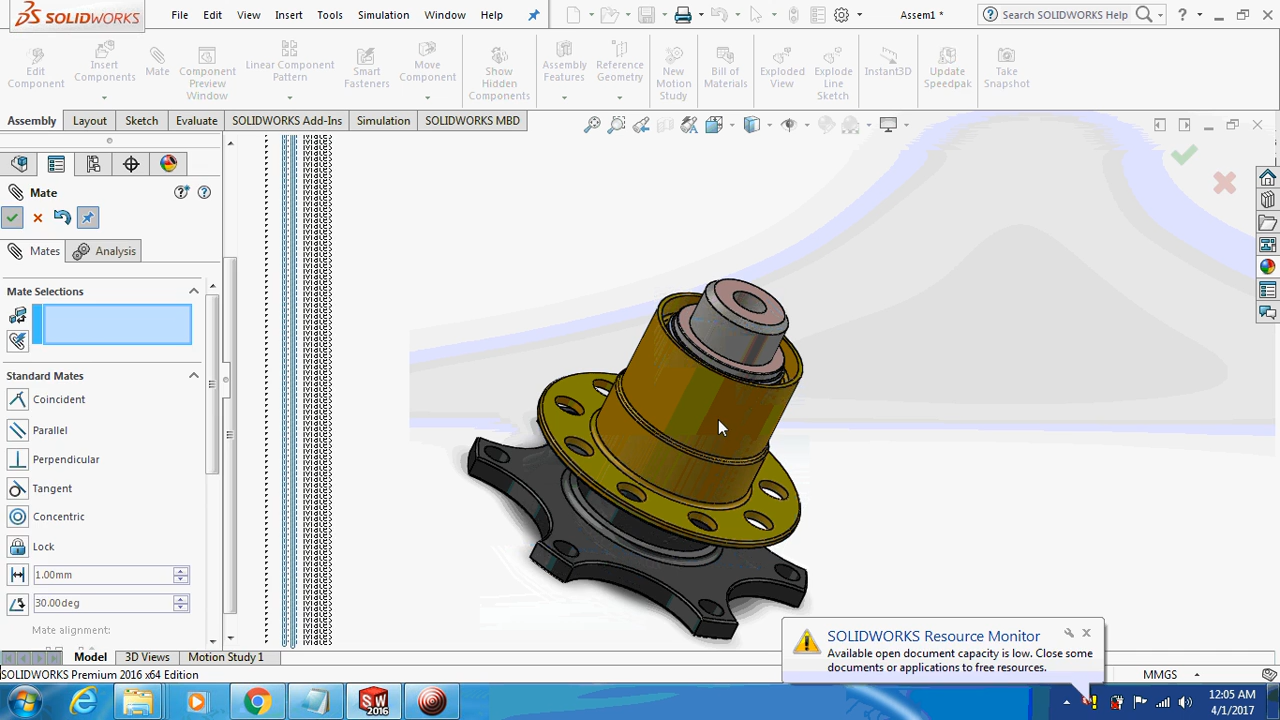 SOLIDWORKS
File Edit View Insert Tools Simulation Window Help
Assem1 *
Search SOLIDWORKS Help
?
Edit Component
Insert Components
Mate
Component Preview Window
Linear Component Pattern
Smart Fasteners
Move Component
Show Hidden Components
Assembly Features
Reference Geometry
New Motion Study
Bill of Materials
Exploded View
Explode Line Sketch
Instant3D
Update Speedpak
Take Snapshot
Assembly Layout Sketch Evaluate SOLIDWORKS Add-Ins Simulation SOLIDWORKS MBD
Mate
Mates Analysis
Mate Selections
Standard Mates
Coincident
Parallel
Perpendicular
Tangent
Concentric
Lock
1.00mm
30.00deg
Mate alignment:
Model 3D Views Motion Study 1
SOLIDWORKS Premium 2016 x64 Edition
MMGS
SOLIDWORKS Resource Monitor
Available open document capacity is low. Close some
documents or applications to free resources.
SW
2016
12:05 AM
4/1/2017